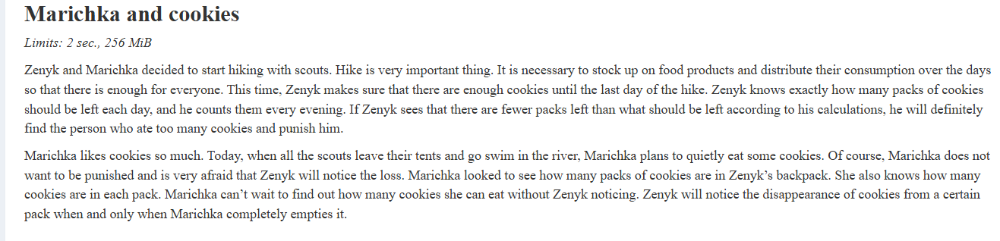 Marichka and cookies
Limits: 2 sec., 256 MiB
Zenyk and Marichka decided to start hiking with scouts. Hike is very important thing. It is necessary to stock up on food products and distribute their consumption over the days
so that there is enough for everyone. This time, Zenyk makes sure that there are enough cookies until the last day of the hike. Zenyk knows exactly how many packs of cookies
should be left each day, and he counts them every evening. If Zenyk sees that there are fewer packs left than what should be left according to his calculations, he will definitely
find the person who ate too many cookies and punish him.
Marichka likes cookies so much. Today, when all the scouts leave their tents and go swim in the river, Marichka plans to quietly eat some cookies. Of course, Marichka does not
want to be punished and is very afraid that Zenyk will notice the loss. Marichka looked to see how many packs of cookies are in Zenyk’s backpack. She also knows how many
cookies are in each pack. Marichka can’t wait to find out how many cookies she can eat without Zenyk noticing. Zenyk will notice the disappearance of cookies from a certain
pack when and only when Marichka completely empties it.